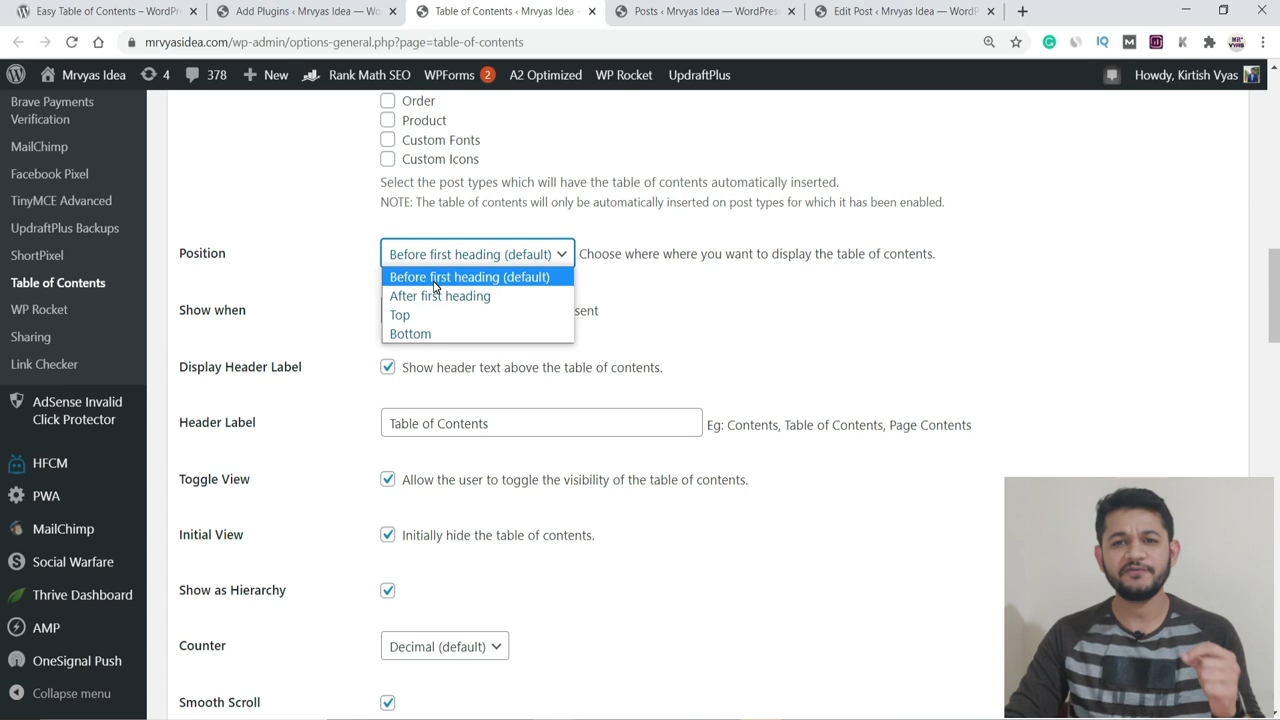 Easy Table of Contents – WordPr
Add Plugins ‹ Mrvyas Idea — Wo
Table of Contents ‹ Mrvyas Idea -
Posts ‹ Mrvyas Idea — WordPress
Edit Post ‹ Mrvyas Idea — WordP
mrvyasidea.com/wp-admin/options-general.php?page=table-of-contents
Mrvyas Idea 4 378 New Rank Math SEO WPForms 2 A2 Optimized WP Rocket UpdraftPlus Howdy, Kirtish Vyas
Brave Payments
Verification
MailChimp
Facebook Pixel
TinyMCE Advanced
UpdraftPlus Backups
ShortPixel
Table of Contents
WP Rocket
Sharing
Link Checker
AdSense Invalid
Click Protector
HFCM
PWA
MailChimp
Social Warfare
Thrive Dashboard
AMP
OneSignal Push
Collapse menu
Order
Product
Custom Fonts
Custom Icons
Select the post types which will have the table of contents automatically inserted.
NOTE: The table of contents will only be automatically inserted on post types for which it has been enabled.
Position
Before first heading (default)
Choose where where you want to display the table of contents.
Before first heading (default)
After first heading
Top
Bottom
Show when
sent
Display Header Label
Show header text above the table of contents.
Header Label
Table of Contents
Eg: Contents, Table of Contents, Page Contents
Toggle View
Allow the user to toggle the visibility of the table of contents.
Initial View
Initially hide the table of contents.
Show as Hierarchy
Counter
Decimal (default)
Smooth Scroll